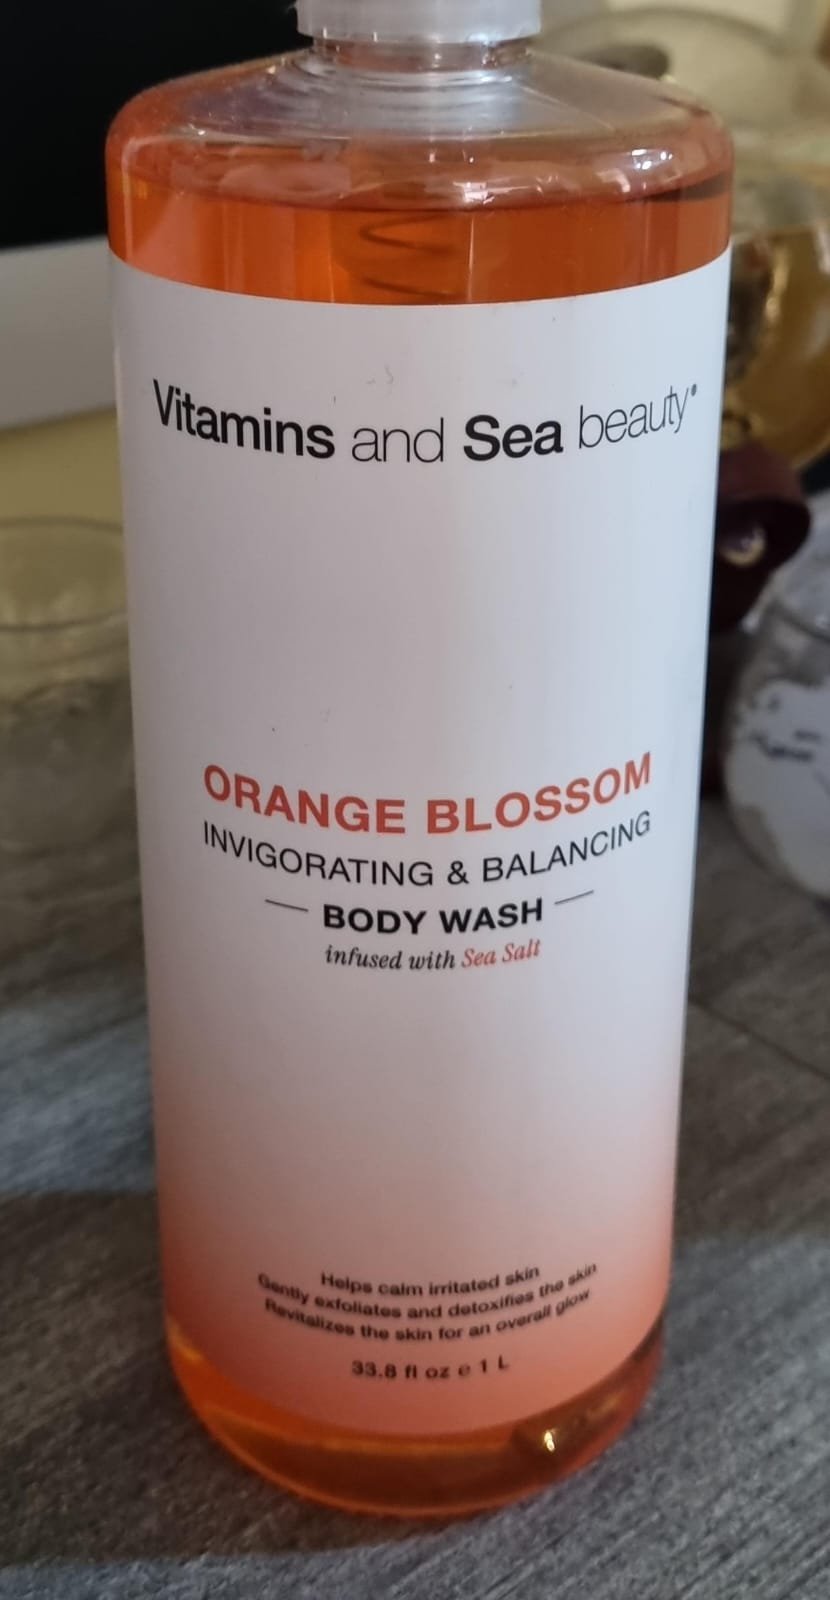 Vitamins and Sea beauty®
ORANGE BLOSSOM
INVIGORATING & BALANCING
BODY WASH
infused with Sea Salt
Helps calm irritated skin
Gently exfoliates and detoxifies the skin
Revitalizes the skin for an overall glow
33.8 fl oz e 1 L